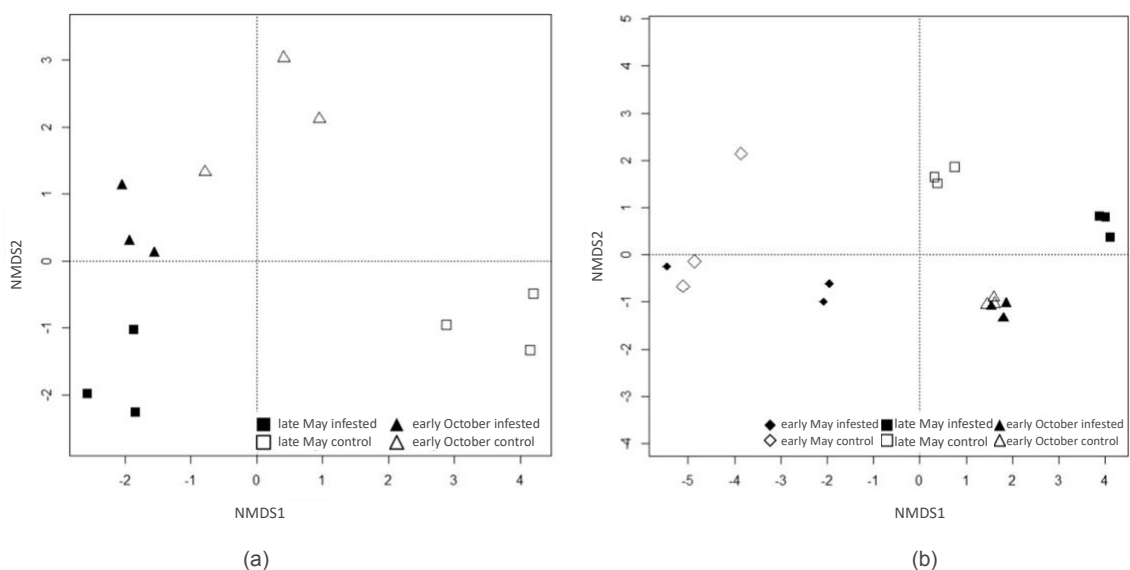 3
2
1
0
-1
-2
NMDS2
-2 -1 0 1 2 3 4
NMDS1
late May infested early October infested
late May control early October control
(a)
5
4
3
2
1
0
-1
-2
-3
-4
NMDS2
-5 -4 -3 -2 -1 0 1 2 3 4
NMDS1
early May infested late May infested early October infested
early May control late May control early October control
(b)